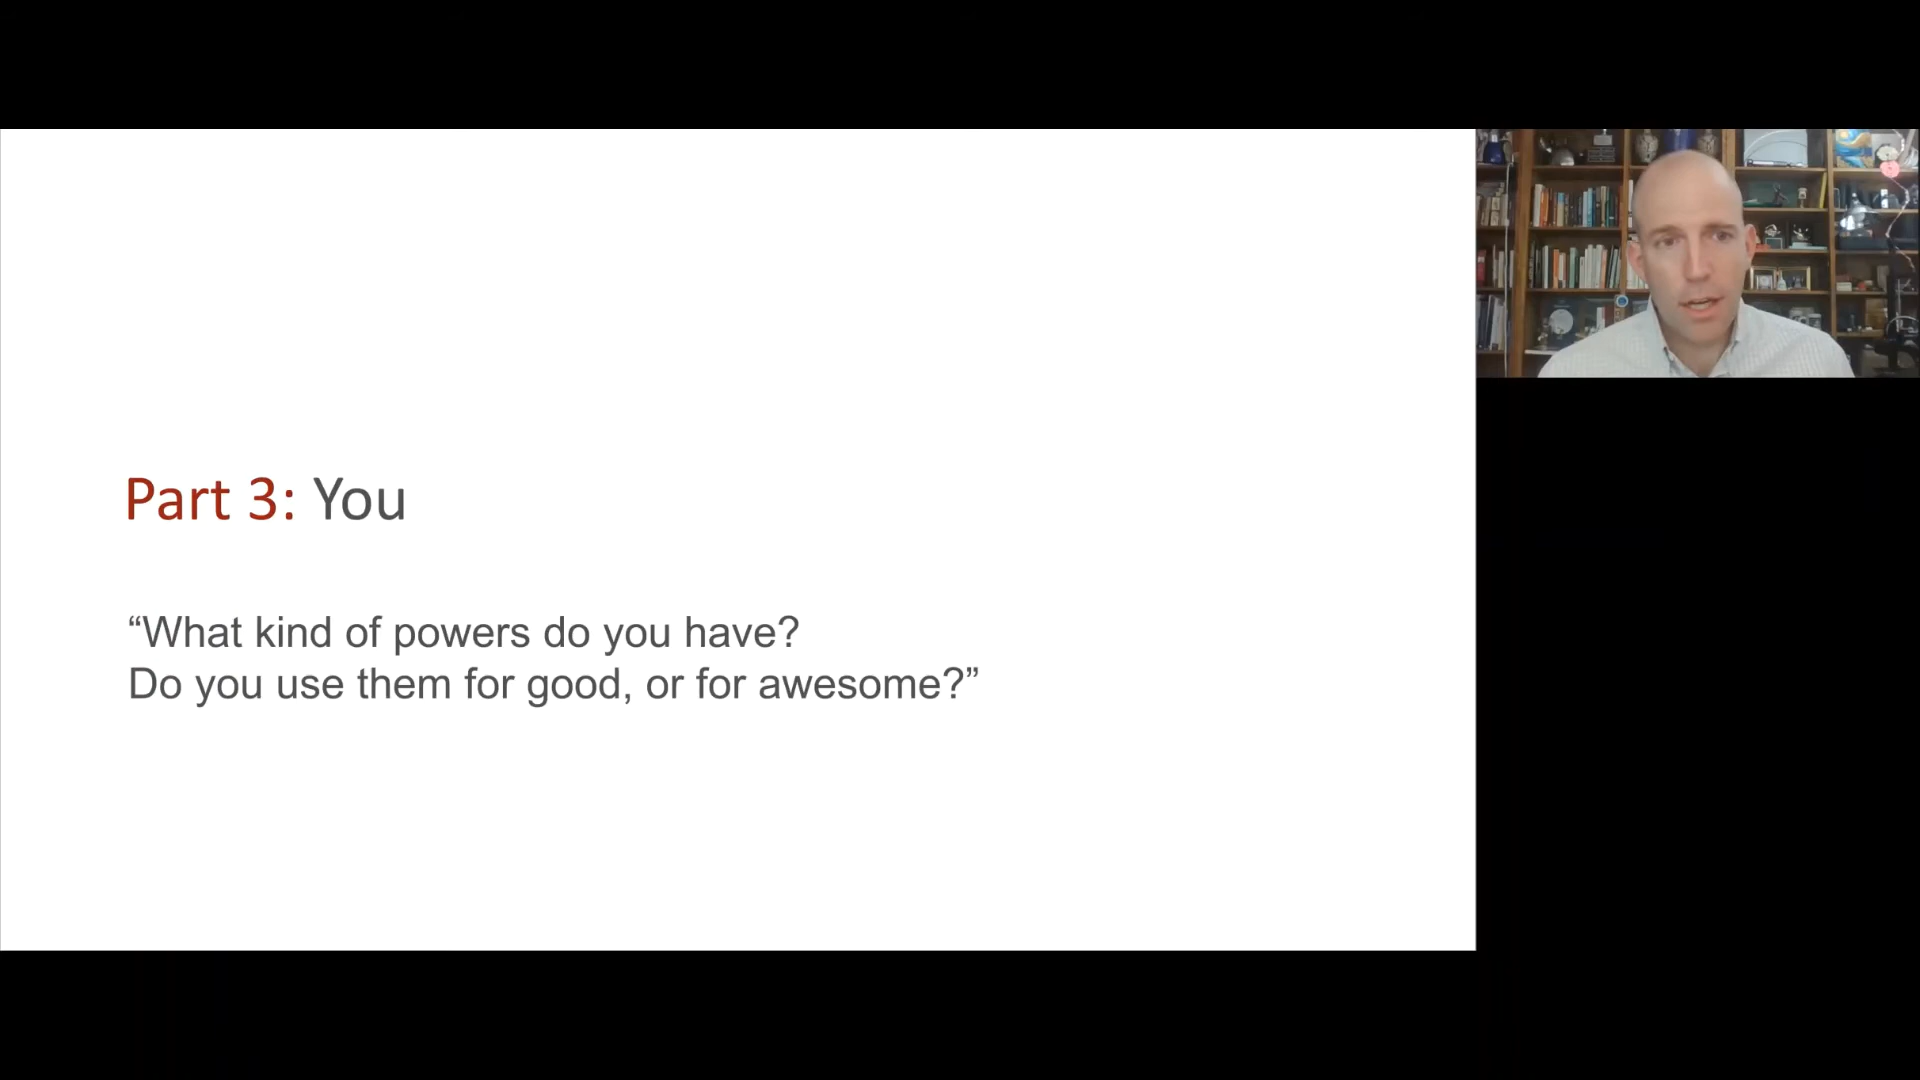 Part 3: You
“What kind of powers do you have?
Do you use them for good, or for awesome?”